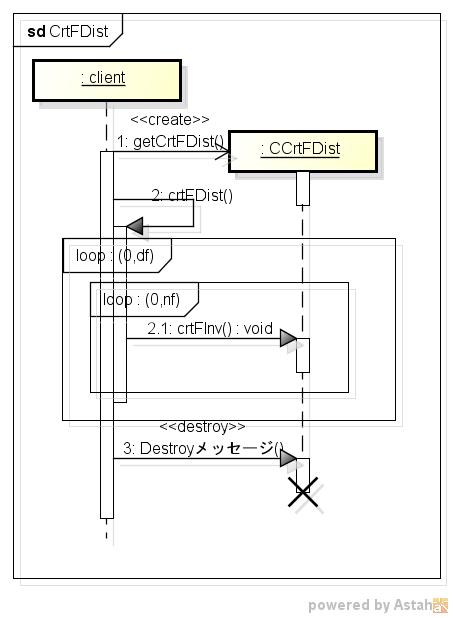 sd CrtFDist
: client
<<create>>
1: getCrtFDist()
: CCrtFDist
2: crtFDist()
loop : (0,df)
loop : (0,nf)
2.1: crtFInv() : void
<<destroy>>
3: Destroyメッセージ()
powered by Astah